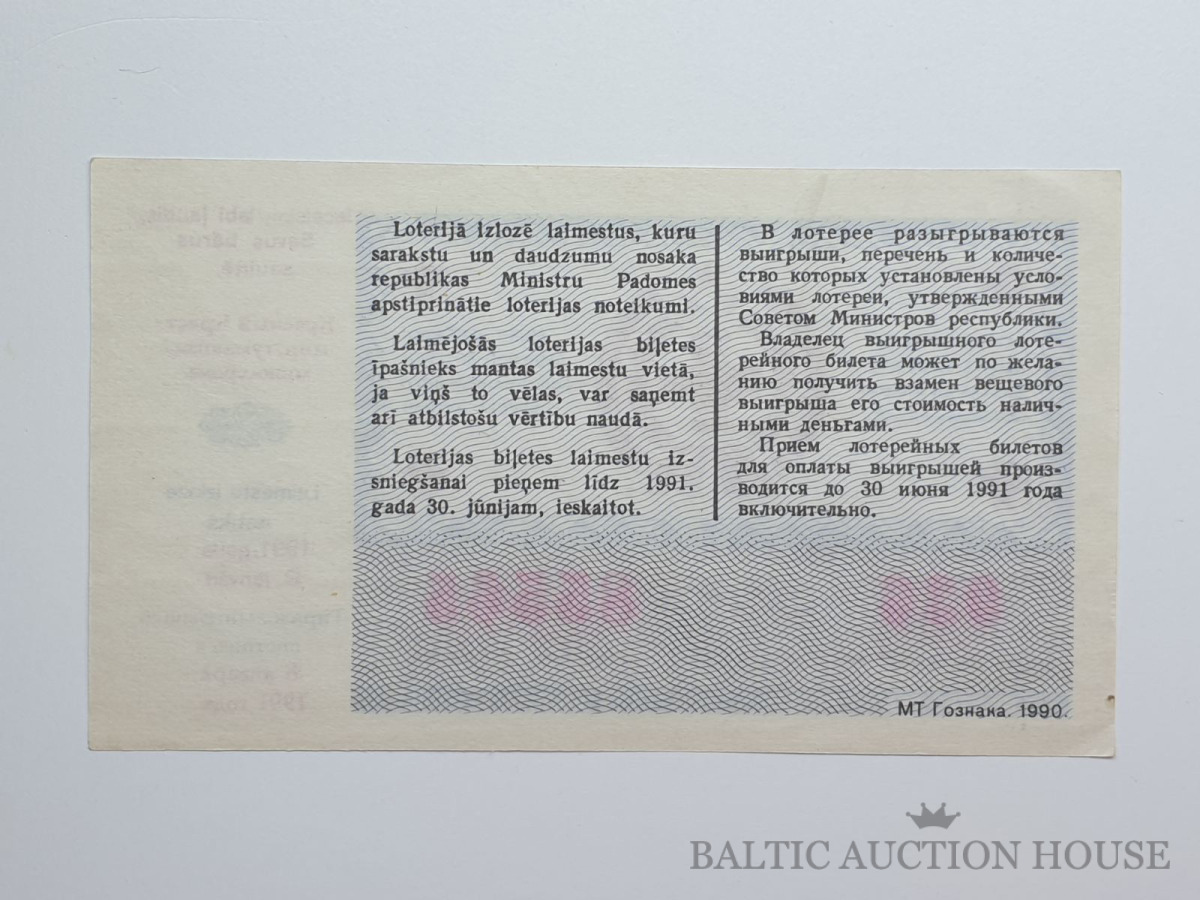 Loterijā izlozē laimestus, kuru
sarakstu un daudzumu nosaka
republikas Ministru Padomes
apstiprinātie loterijas noteikumi.
Laimējošās loterijas biļetes
īpašnieks mantas laimestu vietā,
ja viņš to vēlas, var saņemt
arī atbilstošu vērtību naudā.
Loterijas biļetes laimestu iz-
sniegšanai pieņem līdz 1991.
gada 30. jūnijam, ieskaitot.
В лотерее разыгрываются
выигрыши, перечень и количе-
ство которых установлены усло-
виями лотереи, утвержденными
Советом Министров республики.
Владелец выигрышного лоте-
рейного билета может по жела-
нию получить взамен вещевого
выигрыша его стоимость налич-
ными деньгами.
Прием лотерейных билетов
для оплаты выигрышей произ-
водится до 30 июня 1991 года
включительно.
МТ Гознака. 1990.
BALTIC AUCTION HOUSE